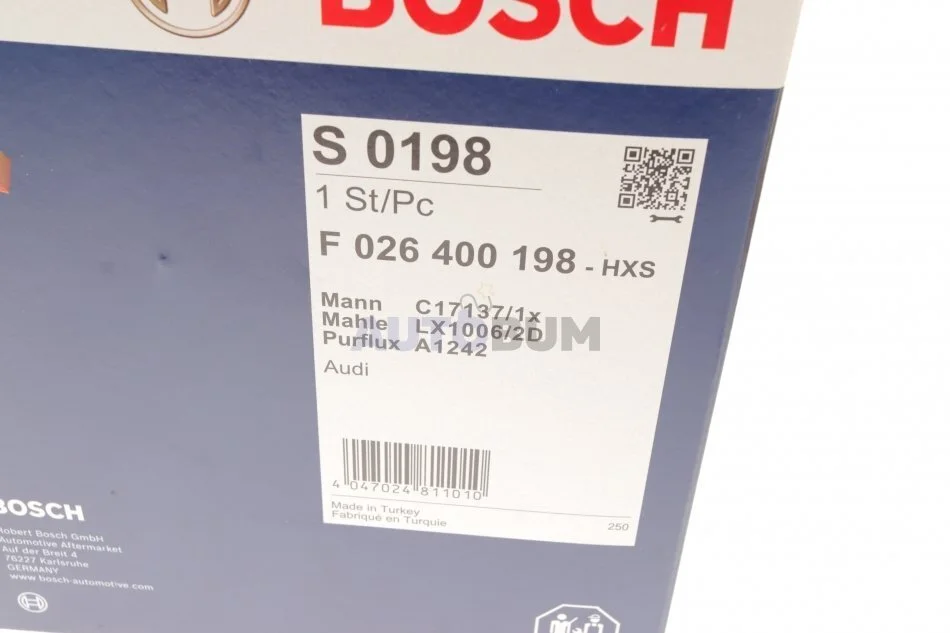 BOSCH
S 0198
1 St/Pc
F 026 400 198 - HXS
Mann C17137/1x
Mahle LX1006/2D
Purflux A1242
AUTOBUM
Audi
4 047024 811010
Made in Turkey
Fabriqué en Turquie
250
BOSCH
Robert Bosch GmbH
Automotive Aftermarket
Auf der Breit 4
76227 Karlsruhe
GERMANY
www.bosch-automotive.com